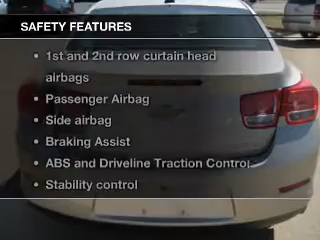 SAFETY FEATURES
• 1st and 2nd row curtain head
airbags
• Passenger Airbag
• Side airbag
• Braking Assist
• ABS and Driveline Traction Control
• Stability control